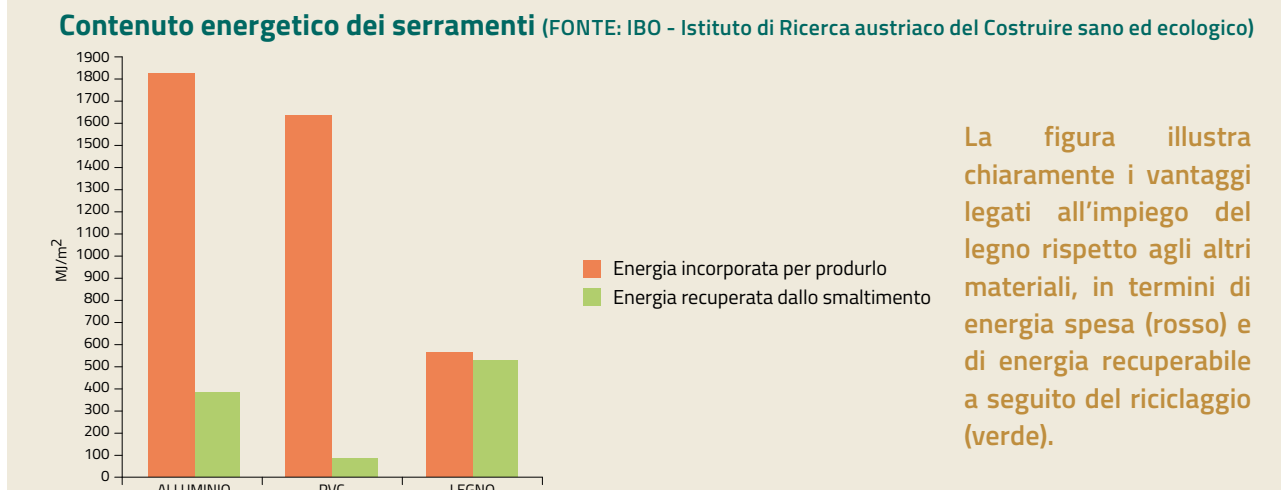 Contenuto energetico dei serramenti (FONTE: IBO - Istituto di Ricerca austriaco del Costruire sano ed ecologico)
1900
1800
1700
1600
1500
1400
1300
1200
1100
1000
900
800
700
600
500
400
300
200
100
0
MJ/m²
ALLUMINIO
PVC
LEGNO
Energia incorporata per produrlo
Energia recuperata dallo smaltimento
La figura illustra
chiaramente i vantaggi
legati all'impiego del
legno rispetto agli altri
materiali, in termini di
energia spesa (rosso) e
di energia recuperabile
a seguito del riciclaggio
(verde).